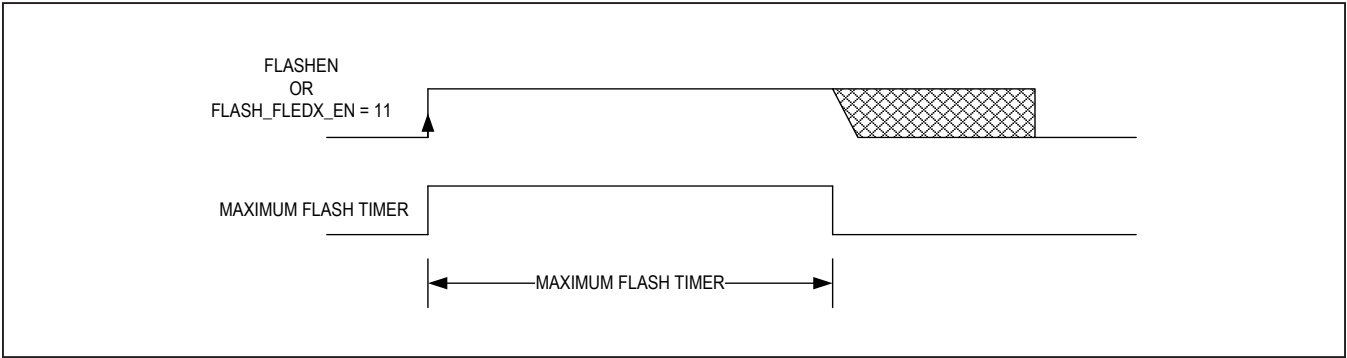 FLASHEN
OR
FLASH_FLEDX_EN = 11
MAXIMUM FLASH TIMER
MAXIMUM FLASH TIMER